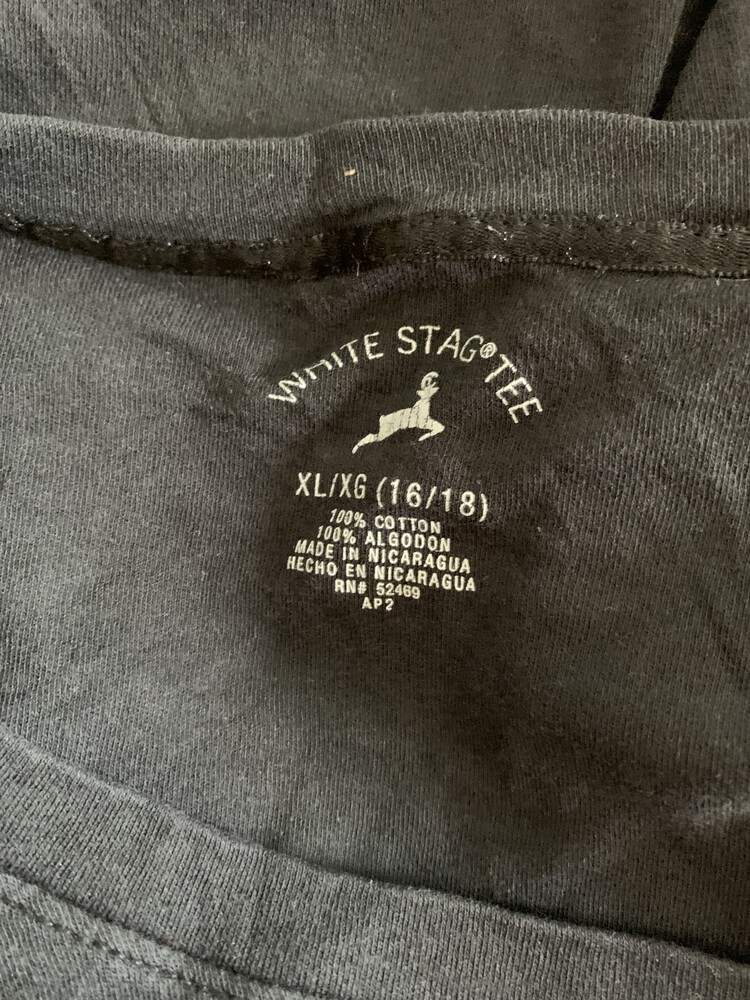 WHITE STAG® TEE
XL/XG (16/18)
100% COTTON
100% ALGODON
MADE IN NICARAGUA
HECHO EN NICARAGUA
RN# 52469
AP2